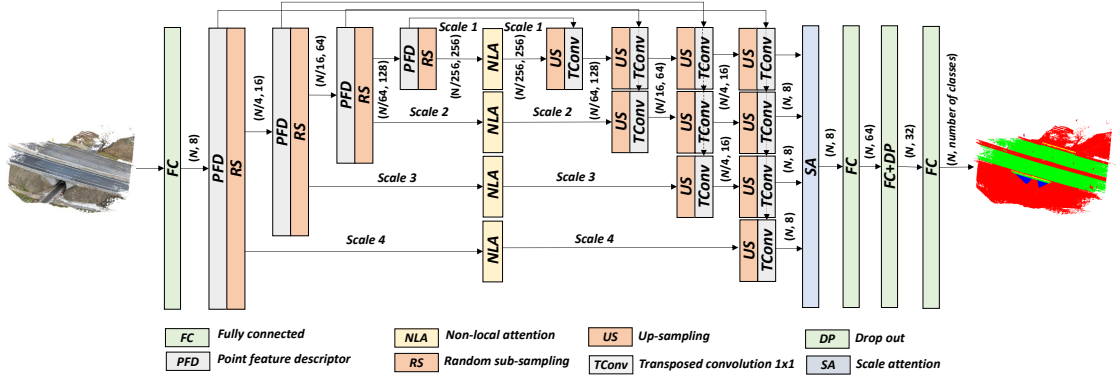 Scale 1
Scale 1
FC
(N, 8)
PFD
RS
(N/4, 16)
PFD
RS
(N/16, 64)
PFD
RS
(N/64, 128)
PFD
RS
(N/256, 256)
NLA
(N/256, 256)
US
TConv
(N/64, 128)
US
TConv
(N/16, 64)
US
TConv
(N/4, 16)
US
TConv
(N, 8)
Scale 2
NLA
Scale 2
US
TConv
US
TConv
(N/4, 16)
US
TConv
(N, 8)
Scale 3
NLA
Scale 3
US
TConv
US
TConv
(N, 8)
Scale 4
NLA
Scale 4
US
TConv
SA
(N, 8)
FC
(N, 64)
FC+DP
(N, 32)
FC
(N, number of classes)
FC Fully connected
NLA Non-local attention
US Up-sampling
DP Drop out
PFD Point feature descriptor
RS Random sub-sampling
TConv Transposed convolution 1x1
SA Scale attention